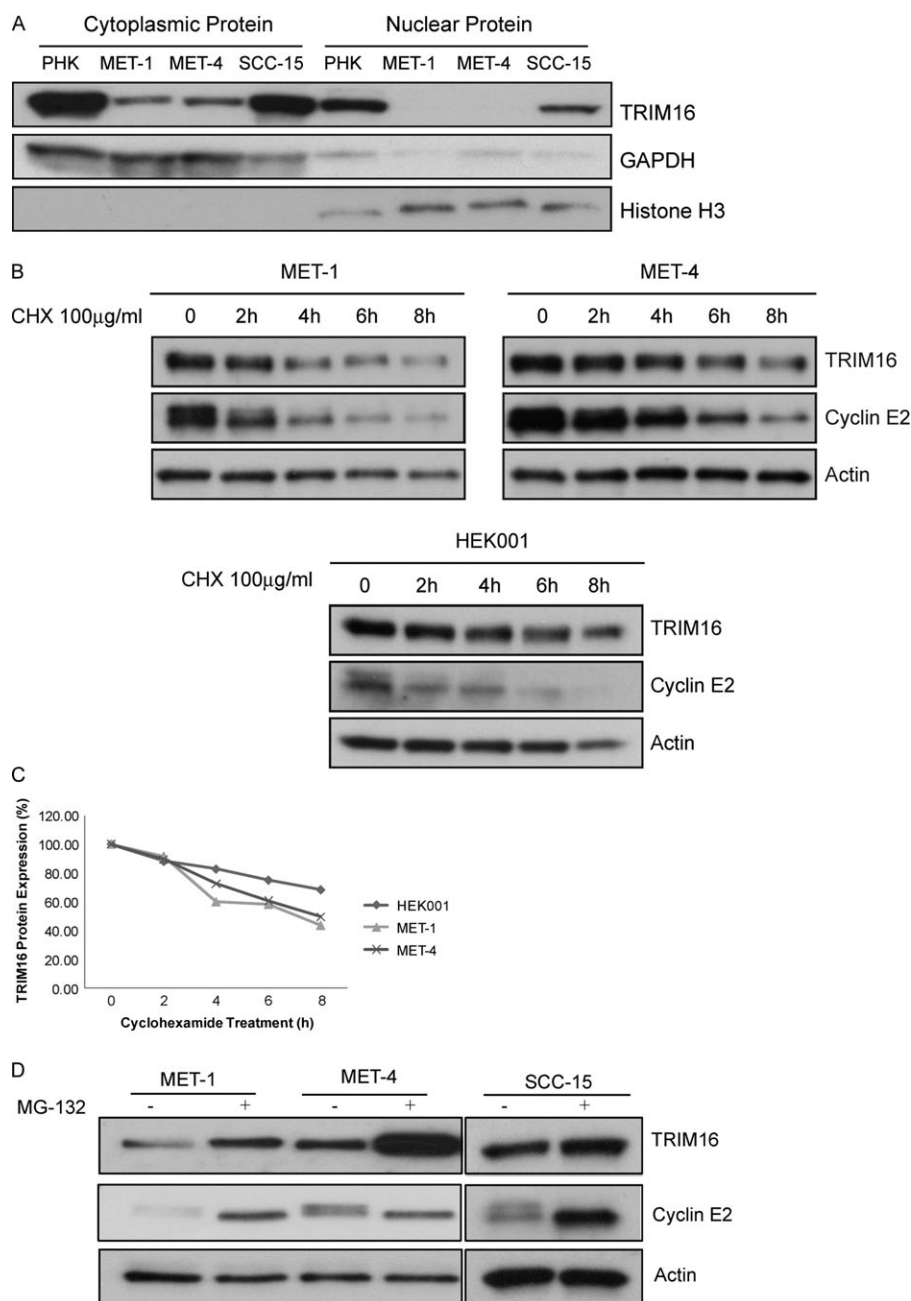 A
Cytoplasmic Protein Nuclear Protein
PHK MET-1 MET-4 SCC-15 PHK MET-1 MET-4 SCC-15
TRIM16
GAPDH
Histone H3
B
MET-1 MET-4
CHX 100μg/ml 0 2h 4h 6h 8h 0 2h 4h 6h 8h
TRIM16
Cyclin E2
Actin
HEK001
CHX 100μg/ml 0 2h 4h 6h 8h
TRIM16
Cyclin E2
Actin
C
TRIM16 Protein Expression (%)
120.00
100.00
80.00
60.00
40.00
20.00
0.00
0 2 4 6 8
Cyclohexamide Treatment (h)
HEK001
MET-1
MET-4
D
MET-1 MET-4 SCC-15
MG-132 - + - + - +
TRIM16
Cyclin E2
Actin